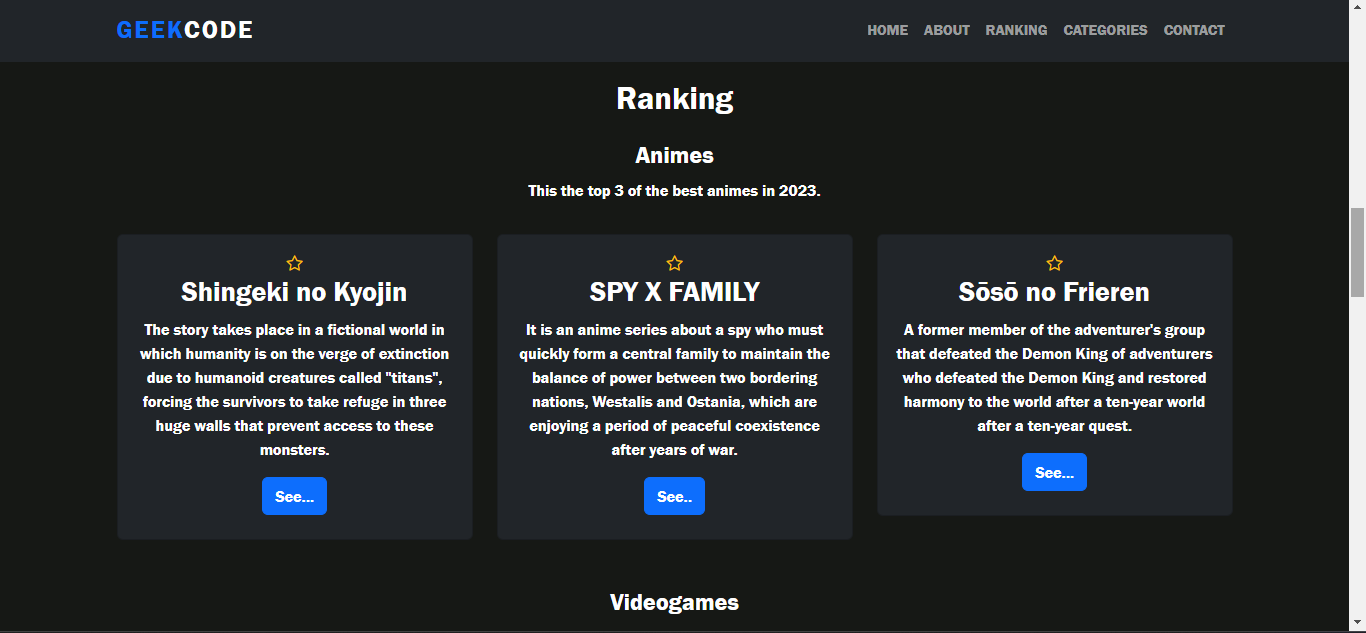 GEEKCODE
HOME ABOUT RANKING CATEGORIES CONTACT
Ranking
Animes
This the top 3 of the best animes in 2023.
Shingeki no Kyojin
The story takes place in a fictional world in
which humanity is on the verge of extinction
due to humanoid creatures called "titans",
forcing the survivors to take refuge in three
huge walls that prevent access to these
monsters.
See...
SPY X FAMILY
It is an anime series about a spy who must
quickly form a central family to maintain the
balance of power between two bordering
nations, Westalis and Ostania, which are
enjoying a period of peaceful coexistence
after years of war.
See..
Sōsō no Frieren
A former member of the adventurer's group
that defeated the Demon King of adventurers
who defeated the Demon King and restored
harmony to the world after a ten-year world
after a ten-year quest.
See...
Videogames